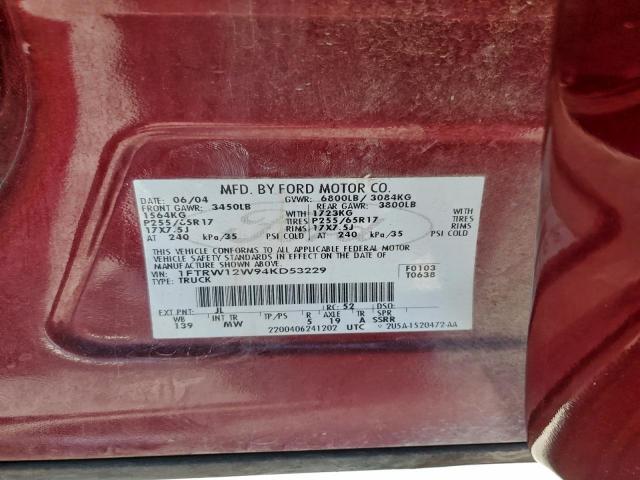 MFD. BY FORD MOTOR CO.
DATE: 06/04 GVWR: 6800LB/ 3084KG
FRONT GAWR: 3450LB REAR GAWR: 3800LB
1564KG WITH 1723KG WITH
P255/65R17 TIRES P255/65R17 TIRES
17X7.5J RIMS 17X7.5J RIMS
AT 240 kPa/35 PSI COLD AT 240 kPa/35 PSI COLD
THIS VEHICLE CONFORMS TO ALL APPLICABLE FEDERAL MOTOR
VEHICLE SAFETY STANDARDS IN EFFECT ON THE DATE OF MANUFACTURE
SHOWN ABOVE.
VIN: 1FTRW12W94KD53229 F0103
TYPE: TRUCK T0638
EXT PNT: JL RC: 52 DSO:
WB INT TR TP/PS R AXLE TR SPR
139 MW 5 19 A SSRR
2200406241202 UTC 2U5A-1520472-AA